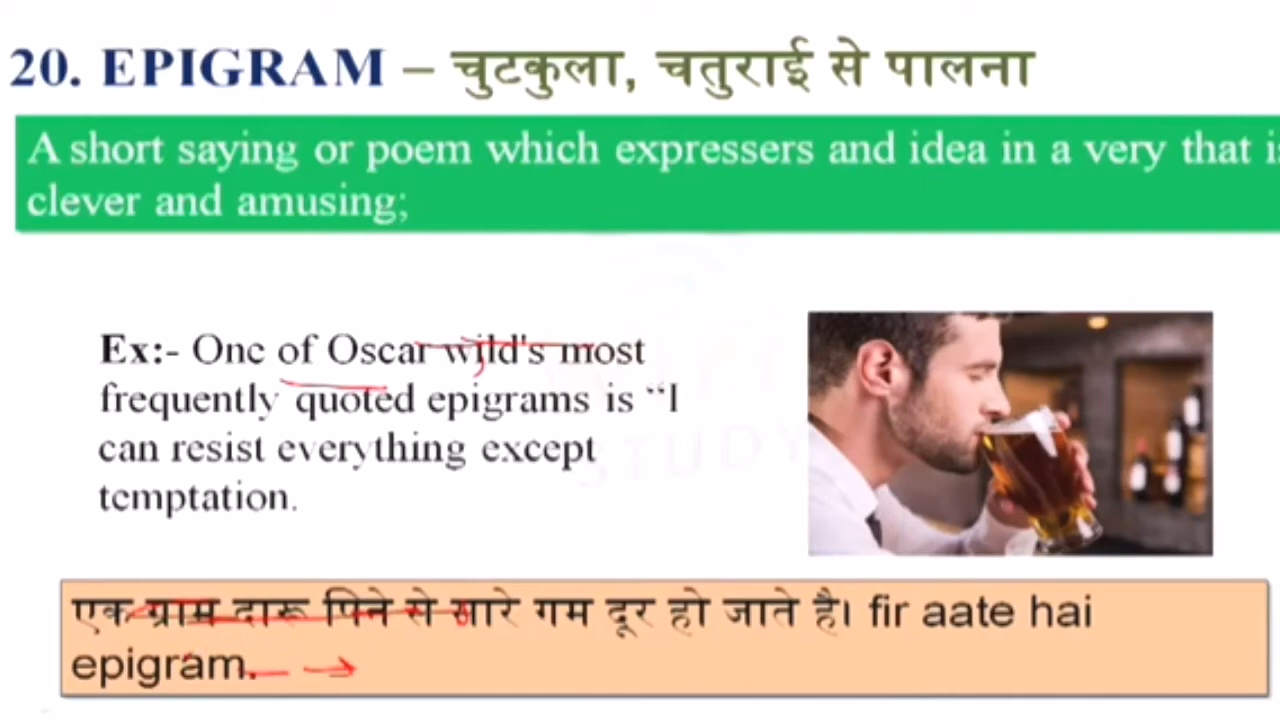 20. EPIGRAM – चुटकुला, चतुराई से पालना
A short saying or poem which expressers and idea in a very that is
clever and amusing;
Ex:- One of Oscar wild's most
frequently quoted epigrams is “I
can resist everything except
temptation.
STUDY
एक ग्राम दारू पिने से सारे गम दूर हो जाते है। fir aate hai
epigram.